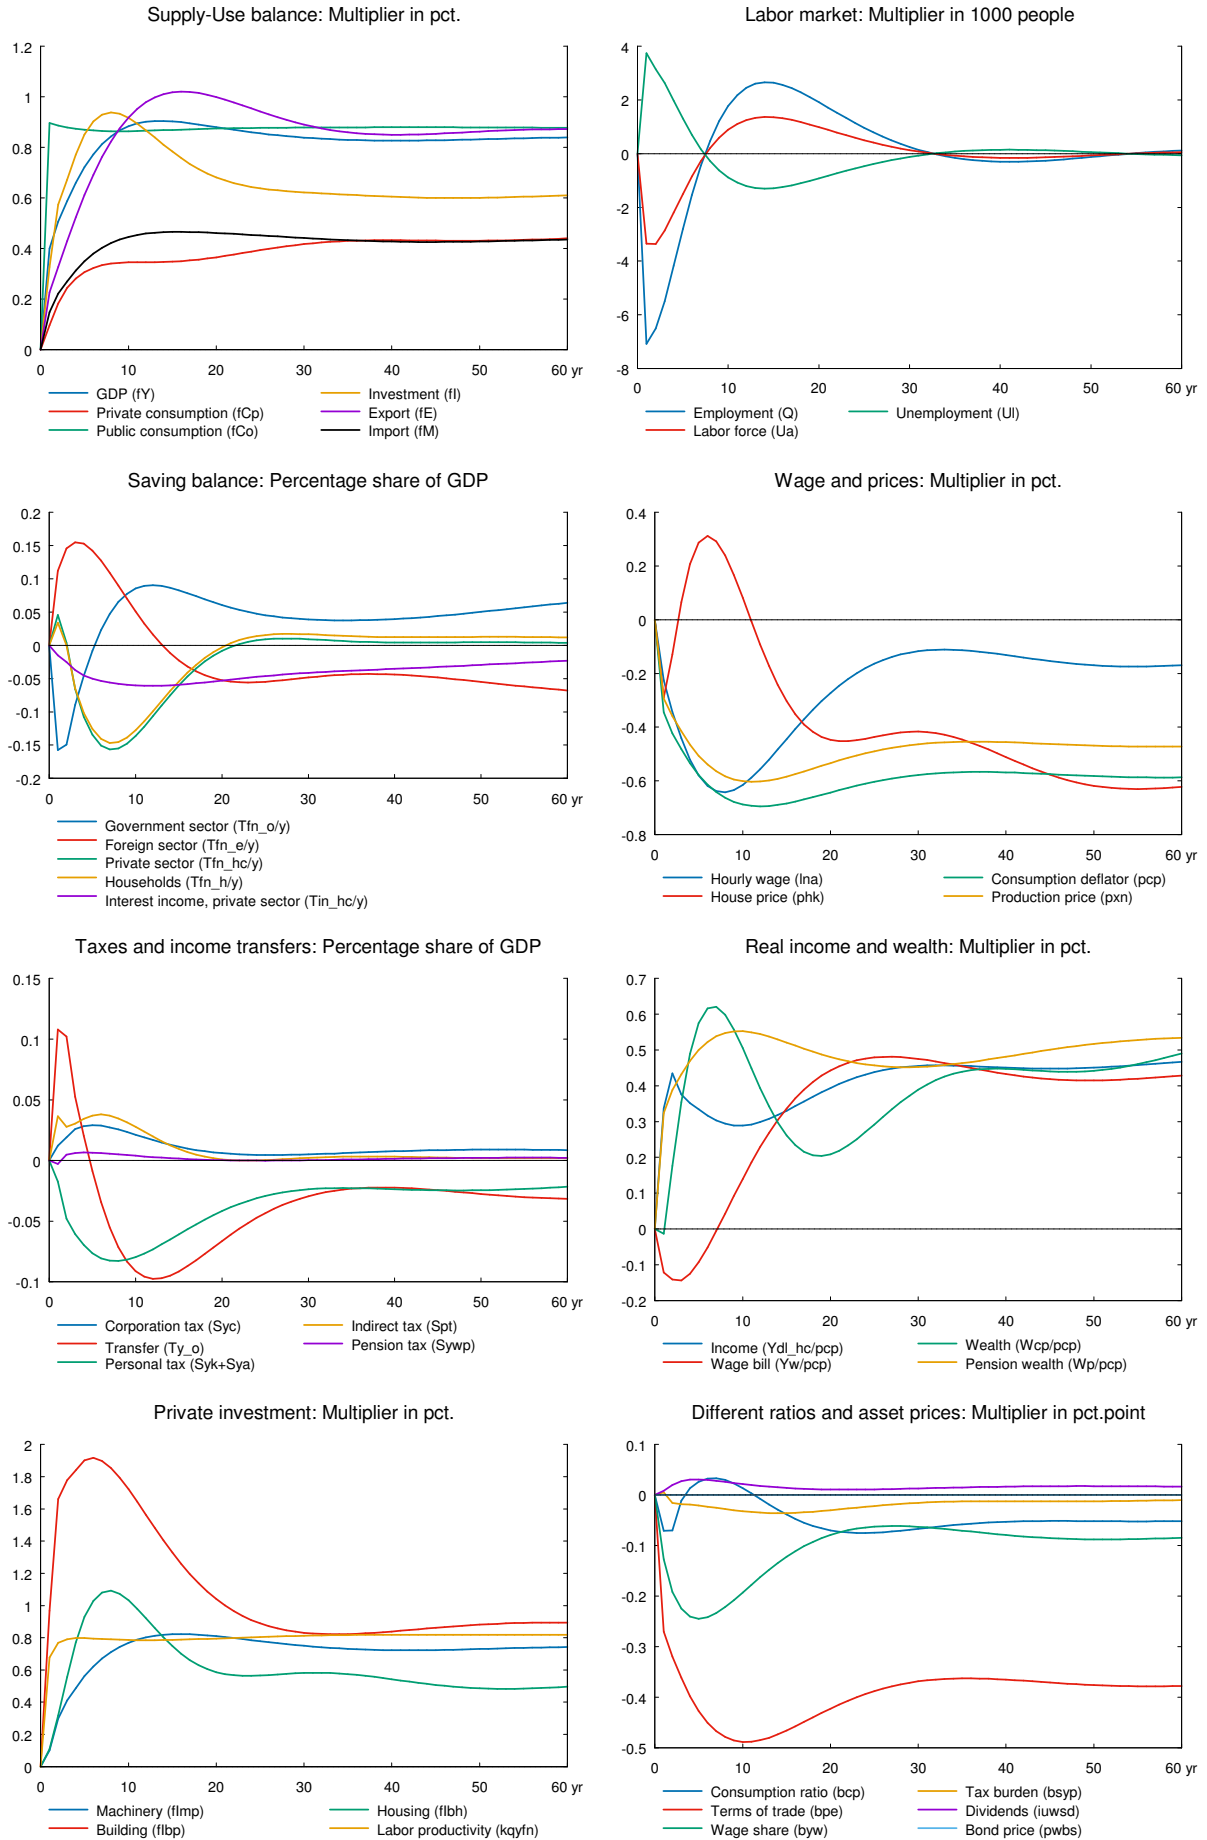 Supply-Use balance: Multiplier in pct.
1.2
1
0.8
0.6
0.4
0.2
0
0 10 20 30 40 50 60 yr
GDP (fY)
Investment (fI)
Private consumption (fCp)
Export (fE)
Public consumption (fCo)
Import (fM)
Labor market: Multiplier in 1000 people
4
2
0
-2
-4
-6
-8
0 10 20 30 40 50 60 yr
Employment (Q)
Unemployment (Ul)
Labor force (Ua)
Saving balance: Percentage share of GDP
0.2
0.15
0.1
0.05
0
-0.05
-0.1
-0.15
-0.2
0 10 20 30 40 50 60 yr
Government sector (Tfn_o/y)
Foreign sector (Tfn_e/y)
Private sector (Tfn_hc/y)
Households (Tfn_h/y)
Interest income, private sector (Tin_hc/y)
Wage and prices: Multiplier in pct.
0.4
0.2
0
-0.2
-0.4
-0.6
-0.8
0 10 20 30 40 50 60 yr
Hourly wage (lna)
Consumption deflator (pcp)
House price (phk)
Production price (pxn)
Taxes and income transfers: Percentage share of GDP
0.15
0.1
0.05
0
-0.05
-0.1
0 10 20 30 40 50 60 yr
Corporation tax (Syc)
Indirect tax (Spt)
Transfer (Ty_o)
Pension tax (Sywp)
Personal tax (Syk+Sya)
Real income and wealth: Multiplier in pct.
0.7
0.6
0.5
0.4
0.3
0.2
0.1
0
-0.1
-0.2
0 10 20 30 40 50 60 yr
Income (Ydl_hc/pcp)
Wealth (Wcp/pcp)
Wage bill (Yw/pcp)
Pension wealth (Wp/pcp)
Private investment: Multiplier in pct.
2
1.8
1.6
1.4
1.2
1
0.8
0.6
0.4
0.2
0
0 10 20 30 40 50 60 yr
Machinery (fImp)
Housing (fIbh)
Building (fIbp)
Labor productivity (kqyfn)
Different ratios and asset prices: Multiplier in pct.point
0.1
0
-0.1
-0.2
-0.3
-0.4
-0.5
0 10 20 30 40 50 60 yr
Consumption ratio (bcp)
Tax burden (bsyp)
Terms of trade (bpe)
Dividends (iuwsd)
Wage share (byw)
Bond price (pwbs)